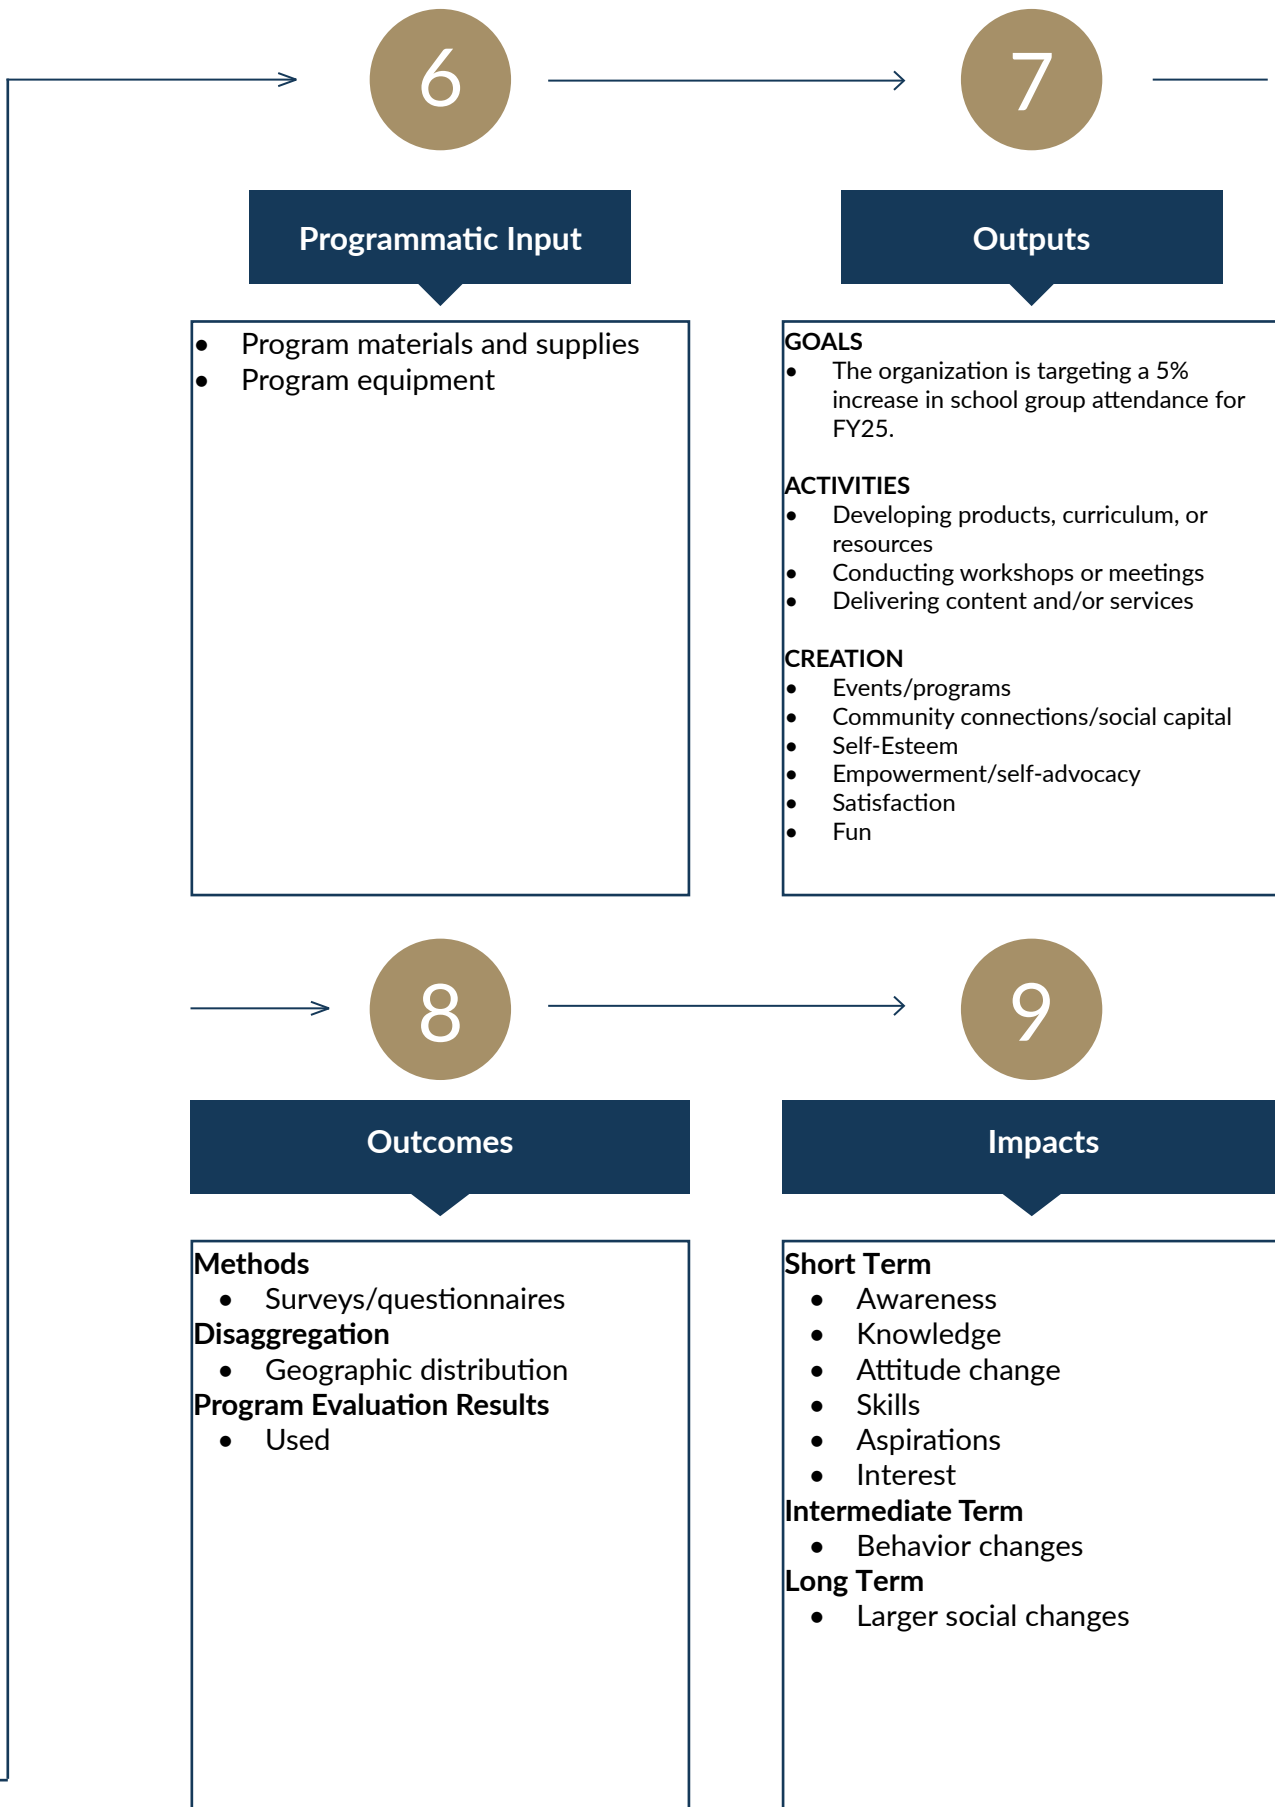 6
7
Programmatic Input
Outputs
• Program materials and supplies
• Program equipment
GOALS
• The organization is targeting a 5%
increase in school group attendance for
FY25.
ACTIVITIES
• Developing products, curriculum, or
resources
• Conducting workshops or meetings
• Delivering content and/or services
CREATION
• Events/programs
• Community connections/social capital
• Self-Esteem
• Empowerment/self-advocacy
• Satisfaction
• Fun
8
9
Outcomes
Impacts
Methods
• Surveys/questionnaires
Disaggregation
• Geographic distribution
Program Evaluation Results
• Used
Short Term
• Awareness
• Knowledge
• Attitude change
• Skills
• Aspirations
• Interest
Intermediate Term
• Behavior changes
Long Term
• Larger social changes